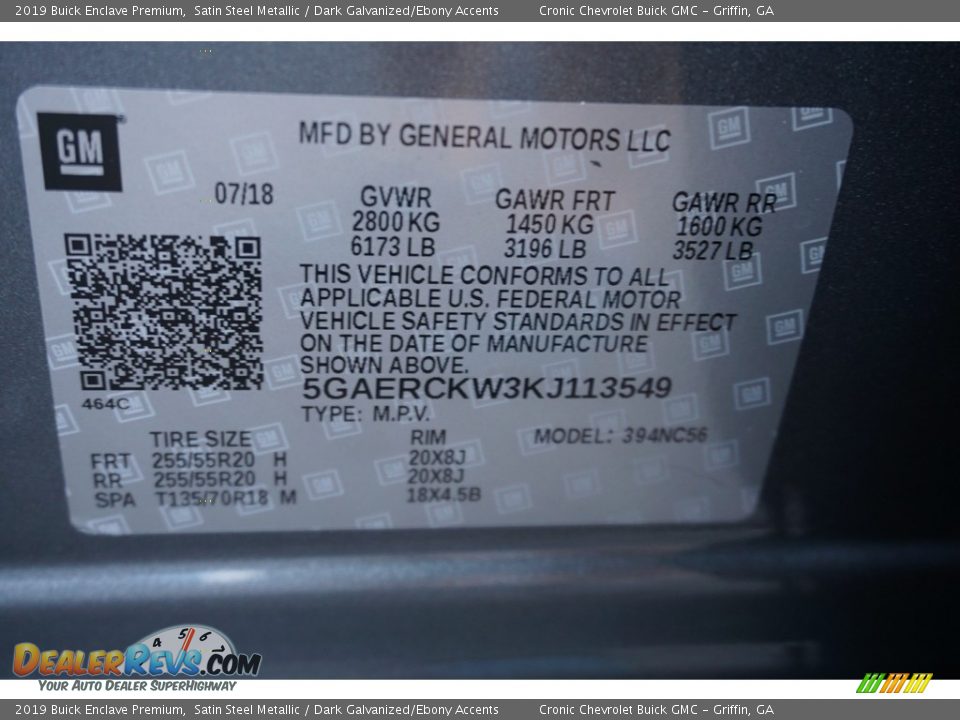 2019 Buick Enclave Premium, Satin Steel Metallic / Dark Galvanized/Ebony Accents Cronic Chevrolet Buick GMC – Griffin, GA
GM
MFD BY GENERAL MOTORS LLC
07/18 GVWR GAWR FRT GAWR RR
2800 KG 1450 KG 1600 KG
6173 LB 3196 LB 3527 LB
THIS VEHICLE CONFORMS TO ALL
APPLICABLE U.S. FEDERAL MOTOR
VEHICLE SAFETY STANDARDS IN EFFECT
ON THE DATE OF MANUFACTURE
SHOWN ABOVE.
5GAERCKW3KJ113549
464C
TYPE: M.P.V.
TIRE SIZE RIM MODEL: 394NC56
FRT 255/55R20 H 20X8J
RR 255/55R20 H 20X8J
SPA T135/70R18 M 18X4.5B
4 5 6
DEALERREVS.COM
YOUR AUTO DEALER SUPERHIGHWAY
2019 Buick Enclave Premium, Satin Steel Metallic / Dark Galvanized/Ebony Accents Cronic Chevrolet Buick GMC – Griffin, GA